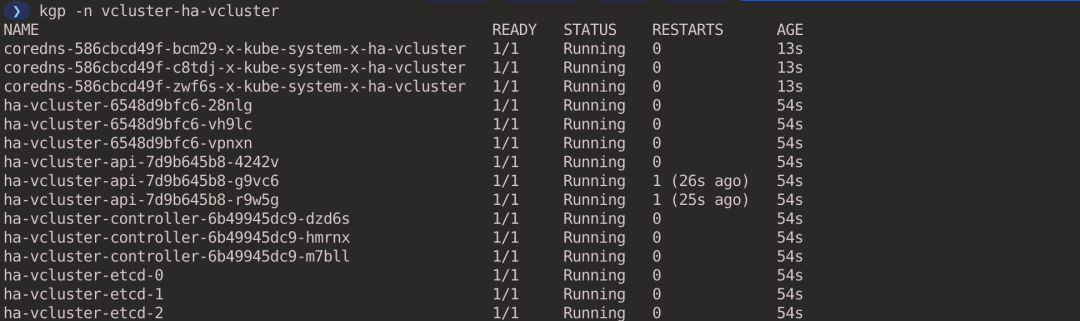 ❯ kgp -n vcluster-ha-vcluster
NAME READY STATUS RESTARTS AGE
coredns-586cbcd49f-bcm29-x-kube-system-x-ha-vcluster 1/1 Running 0 13s
coredns-586cbcd49f-c8tdj-x-kube-system-x-ha-vcluster 1/1 Running 0 13s
coredns-586cbcd49f-zwf6s-x-kube-system-x-ha-vcluster 1/1 Running 0 13s
ha-vcluster-6548d9bfc6-28nlg 1/1 Running 0 54s
ha-vcluster-6548d9bfc6-vh9lc 1/1 Running 0 54s
ha-vcluster-6548d9bfc6-vpnxn 1/1 Running 0 54s
ha-vcluster-api-7d9b645b8-4242v 1/1 Running 0 54s
ha-vcluster-api-7d9b645b8-g9vc6 1/1 Running 1 (26s ago) 54s
ha-vcluster-api-7d9b645b8-r9w5g 1/1 Running 1 (25s ago) 54s
ha-vcluster-controller-6b49945dc9-dzd6s 1/1 Running 0 54s
ha-vcluster-controller-6b49945dc9-hmrnx 1/1 Running 0 54s
ha-vcluster-controller-6b49945dc9-m7bll 1/1 Running 0 54s
ha-vcluster-etcd-0 1/1 Running 0 54s
ha-vcluster-etcd-1 1/1 Running 0 54s
ha-vcluster-etcd-2 1/1 Running 0 54s